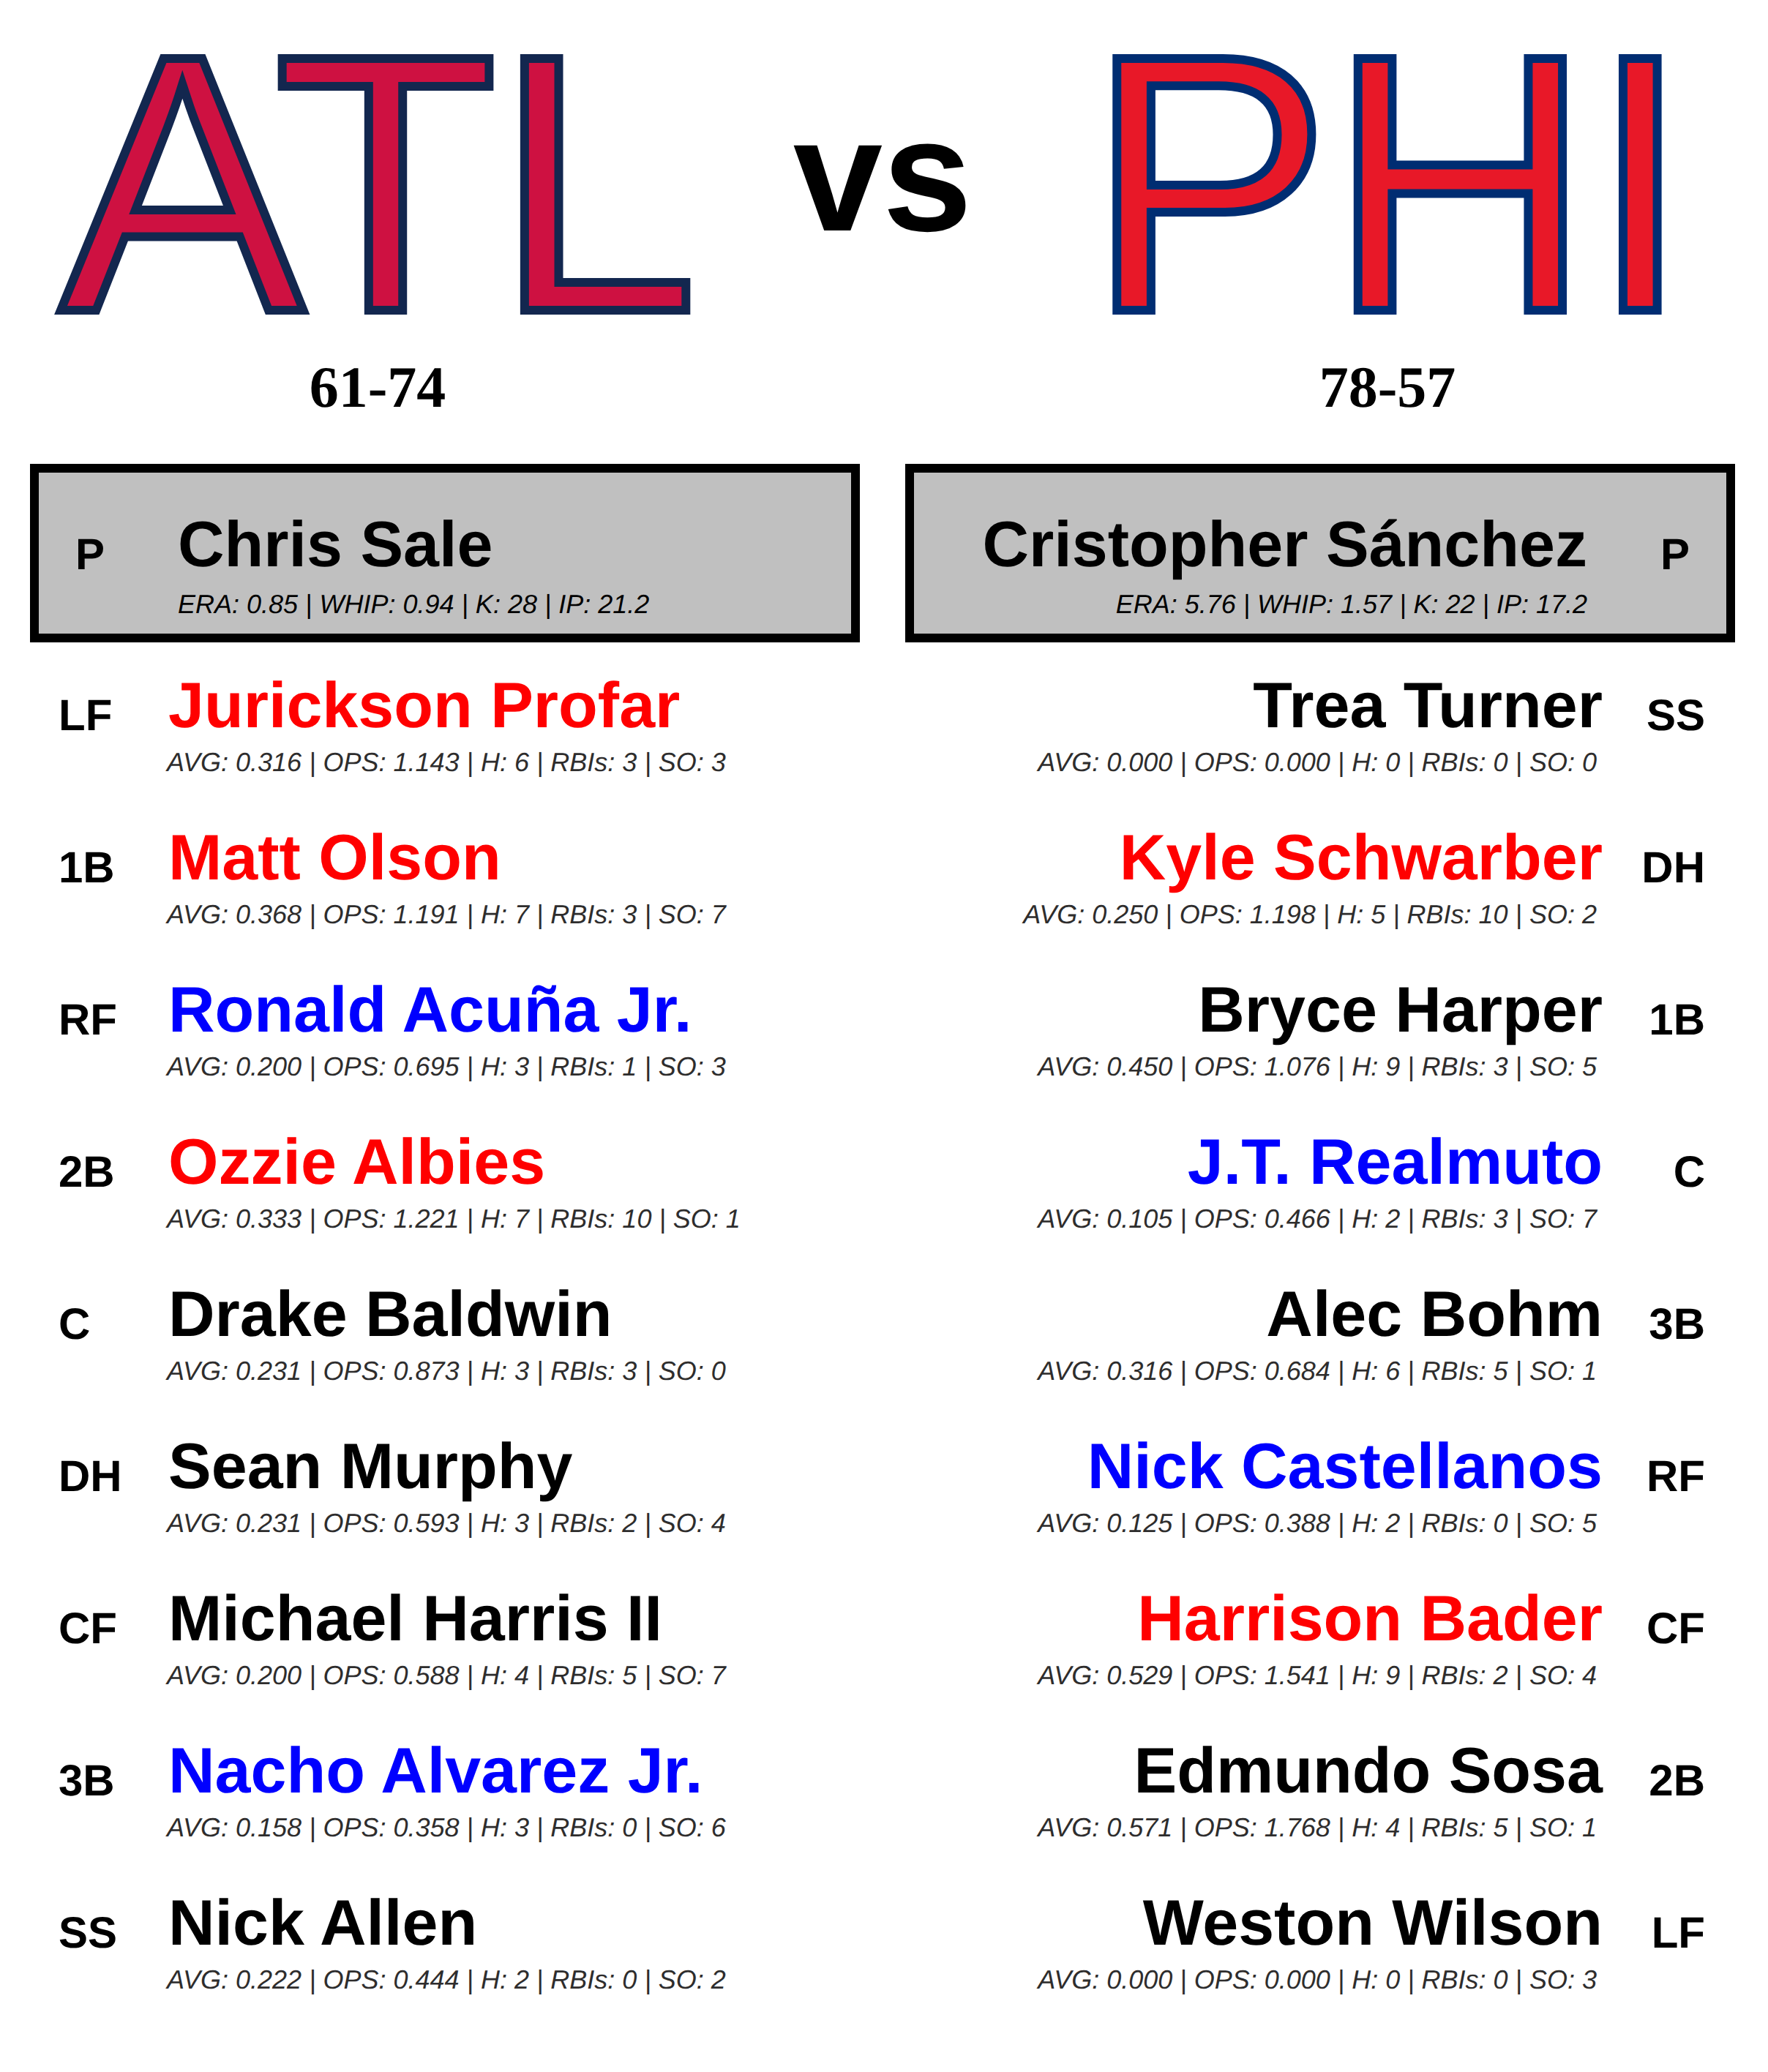 ATL vs PHI
61-74
78-57
P Chris Sale
ERA: 0.85 | WHIP: 0.94 | K: 28 | IP: 21.2
Cristopher Sánchez P
ERA: 5.76 | WHIP: 1.57 | K: 22 | IP: 17.2
LF Jurickson Profar
AVG: 0.316 | OPS: 1.143 | H: 6 | RBIs: 3 | SO: 3
1B Matt Olson
AVG: 0.368 | OPS: 1.191 | H: 7 | RBIs: 3 | SO: 7
RF Ronald Acuña Jr.
AVG: 0.200 | OPS: 0.695 | H: 3 | RBIs: 1 | SO: 3
2B Ozzie Albies
AVG: 0.333 | OPS: 1.221 | H: 7 | RBIs: 10 | SO: 1
C Drake Baldwin
AVG: 0.231 | OPS: 0.873 | H: 3 | RBIs: 3 | SO: 0
DH Sean Murphy
AVG: 0.231 | OPS: 0.593 | H: 3 | RBIs: 2 | SO: 4
CF Michael Harris II
AVG: 0.200 | OPS: 0.588 | H: 4 | RBIs: 5 | SO: 7
3B Nacho Alvarez Jr.
AVG: 0.158 | OPS: 0.358 | H: 3 | RBIs: 0 | SO: 6
SS Nick Allen
AVG: 0.222 | OPS: 0.444 | H: 2 | RBIs: 0 | SO: 2
Trea Turner SS
AVG: 0.000 | OPS: 0.000 | H: 0 | RBIs: 0 | SO: 0
Kyle Schwarber DH
AVG: 0.250 | OPS: 1.198 | H: 5 | RBIs: 10 | SO: 2
Bryce Harper 1B
AVG: 0.450 | OPS: 1.076 | H: 9 | RBIs: 3 | SO: 5
J.T. Realmuto C
AVG: 0.105 | OPS: 0.466 | H: 2 | RBIs: 3 | SO: 7
Alec Bohm 3B
AVG: 0.316 | OPS: 0.684 | H: 6 | RBIs: 5 | SO: 1
Nick Castellanos RF
AVG: 0.125 | OPS: 0.388 | H: 2 | RBIs: 0 | SO: 5
Harrison Bader CF
AVG: 0.529 | OPS: 1.541 | H: 9 | RBIs: 2 | SO: 4
Edmundo Sosa 2B
AVG: 0.571 | OPS: 1.768 | H: 4 | RBIs: 5 | SO: 1
Weston Wilson LF
AVG: 0.000 | OPS: 0.000 | H: 0 | RBIs: 0 | SO: 3